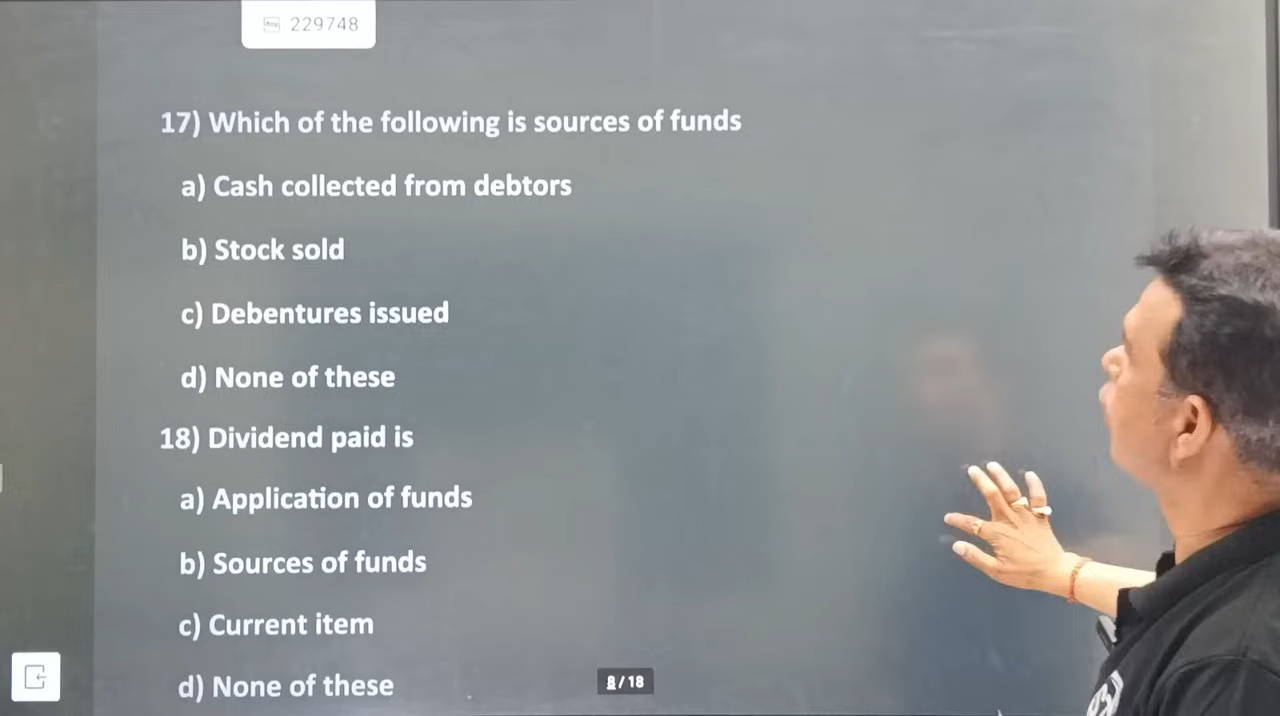 229748
17) Which of the following is sources of funds
a) Cash collected from debtors
b) Stock sold
c) Debentures issued
d) None of these
18) Dividend paid is
a) Application of funds
b) Sources of funds
c) Current item
d) None of these
8/18